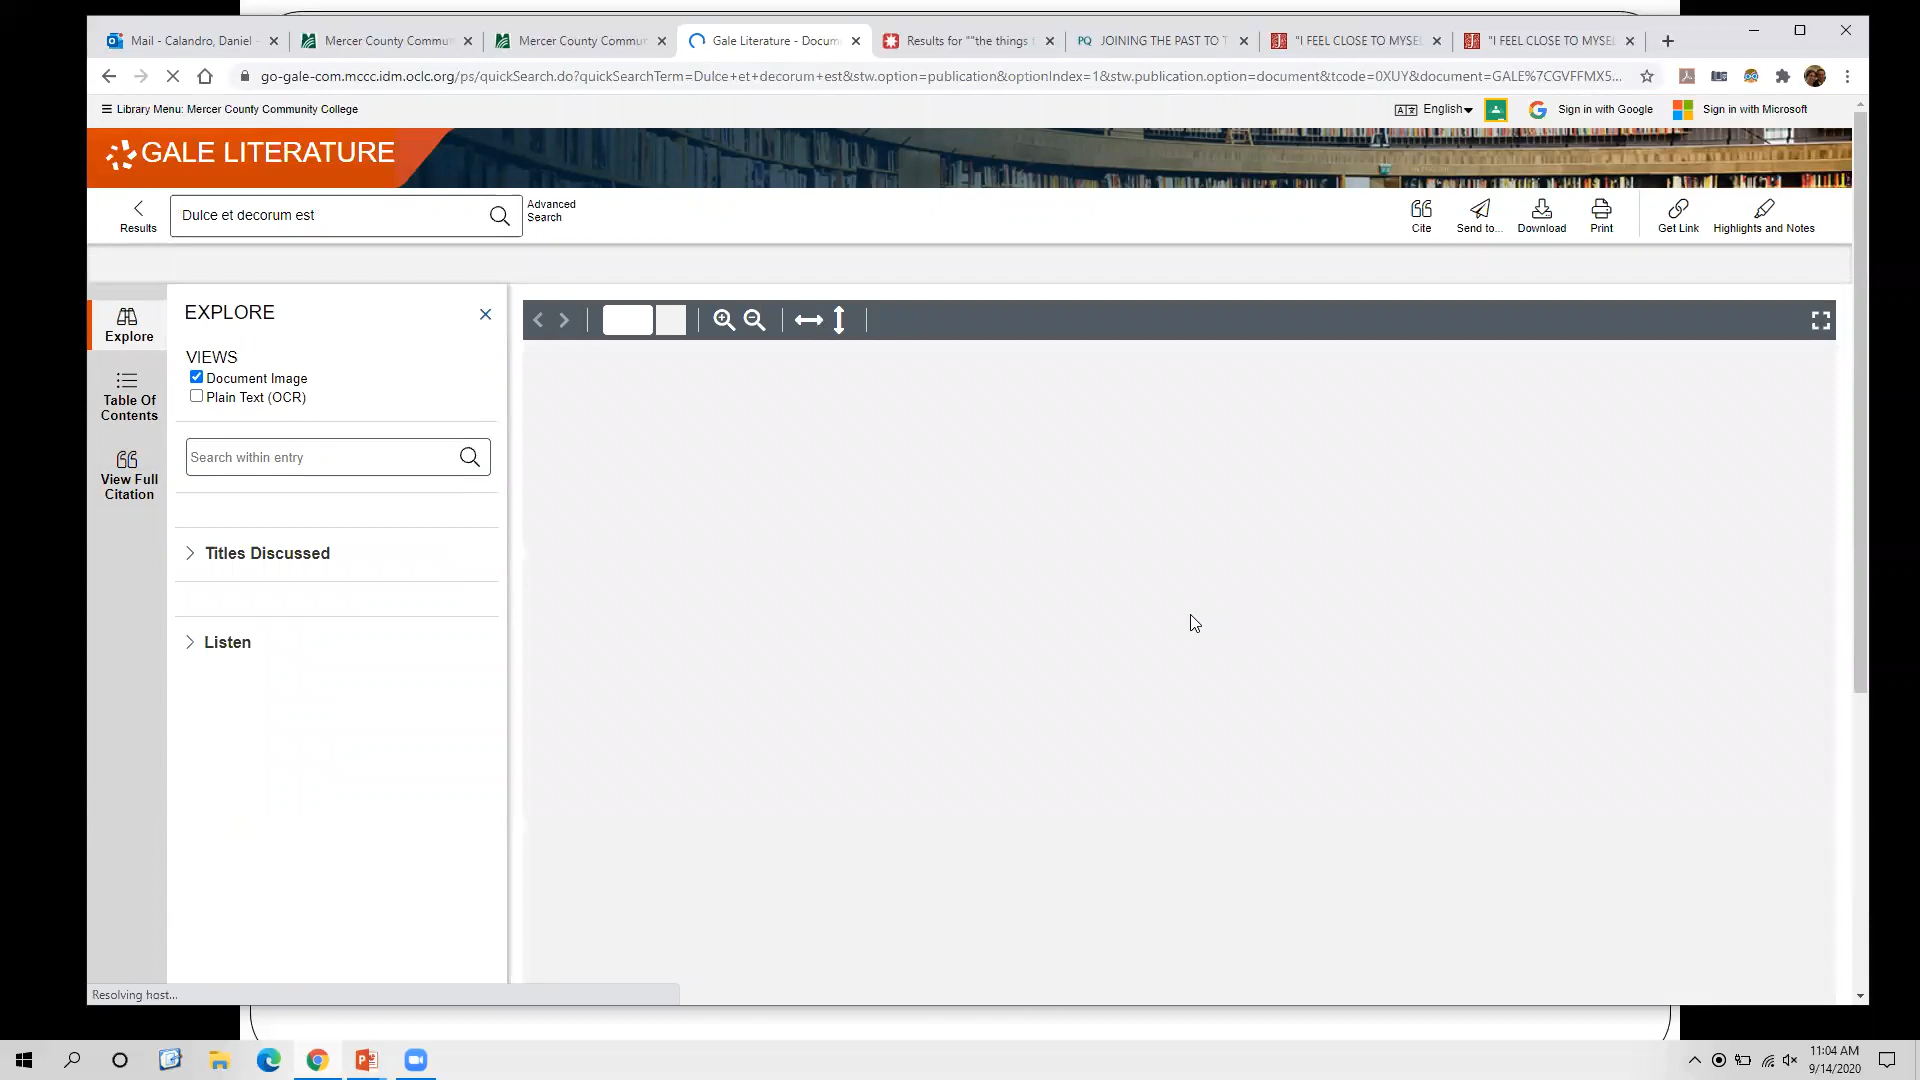 Mail - Calandro, Daniel -
Mercer County Commu
Mercer County Commu
Gale Literature - Docum
Results for ""the things
PQ JOINING THE PAST TO T
"I FEEL CLOSE TO MYSEL
"I FEEL CLOSE TO MYSEL
go-gale-com.mccc.idm.oclc.org/ps/quickSearch.do?quickSearchTerm=Dulce+et+decorum+est&stw.option=publication&optionIndex=1&stw.publication.option=document&tcode=0XUY&document=GALE%7CGVFFMX5...
Library Menu: Mercer County Community College
English
Sign in with Google
Sign in with Microsoft
GALE LITERATURE
Results
Dulce et decorum est
Advanced
Search
Cite
Send to...
Download
Print
Get Link
Highlights and Notes
Explore
Table Of
Contents
View Full
Citation
EXPLORE
VIEWS
Document Image
Plain Text (OCR)
Search within entry
Titles Discussed
Listen
Resolving host...
11:04 AM
9/14/2020